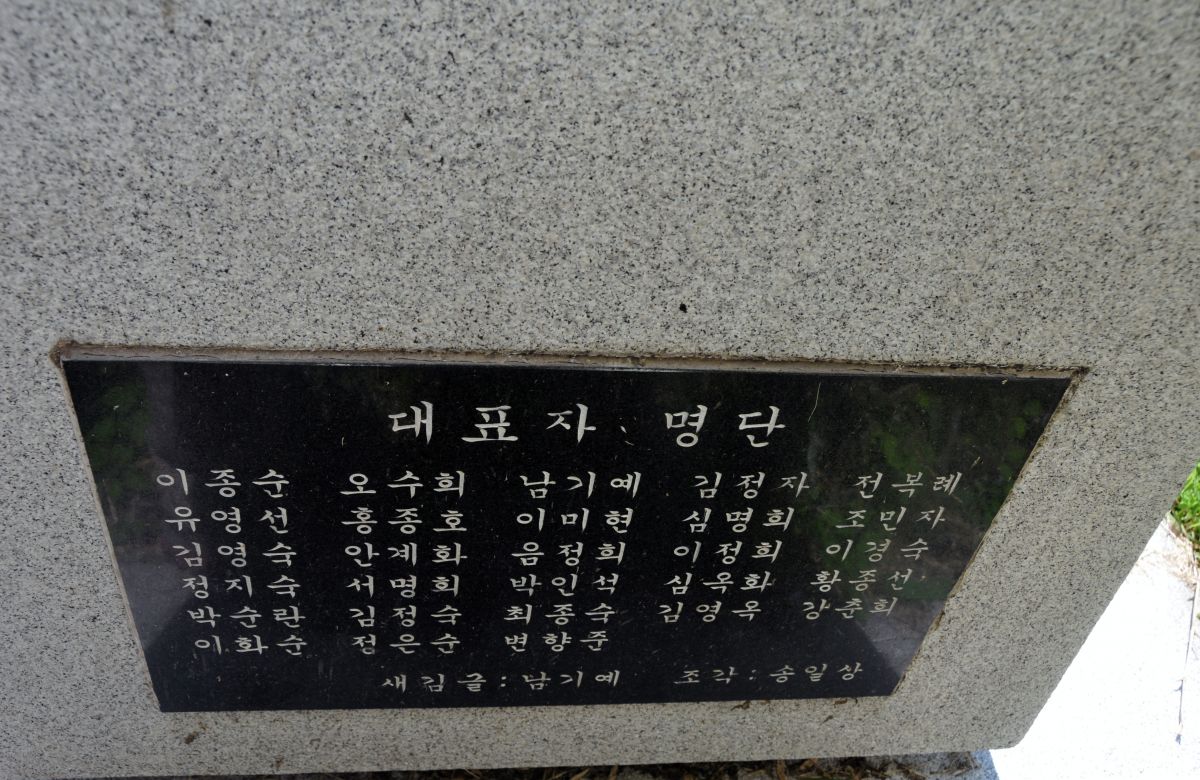 대표자 명단
이종순 오수희 남기예 김정자 전복례
유영선 홍종호 이미현 심명희 조민자
김영숙 안계화 음정희 이정희 이경숙
정지숙 서명희 박인석 심옥화 황종선
박순란 김정숙 최종숙 김영옥 강춘희
이화순 정은순 변향준
새김글:남기예 조각:송일상